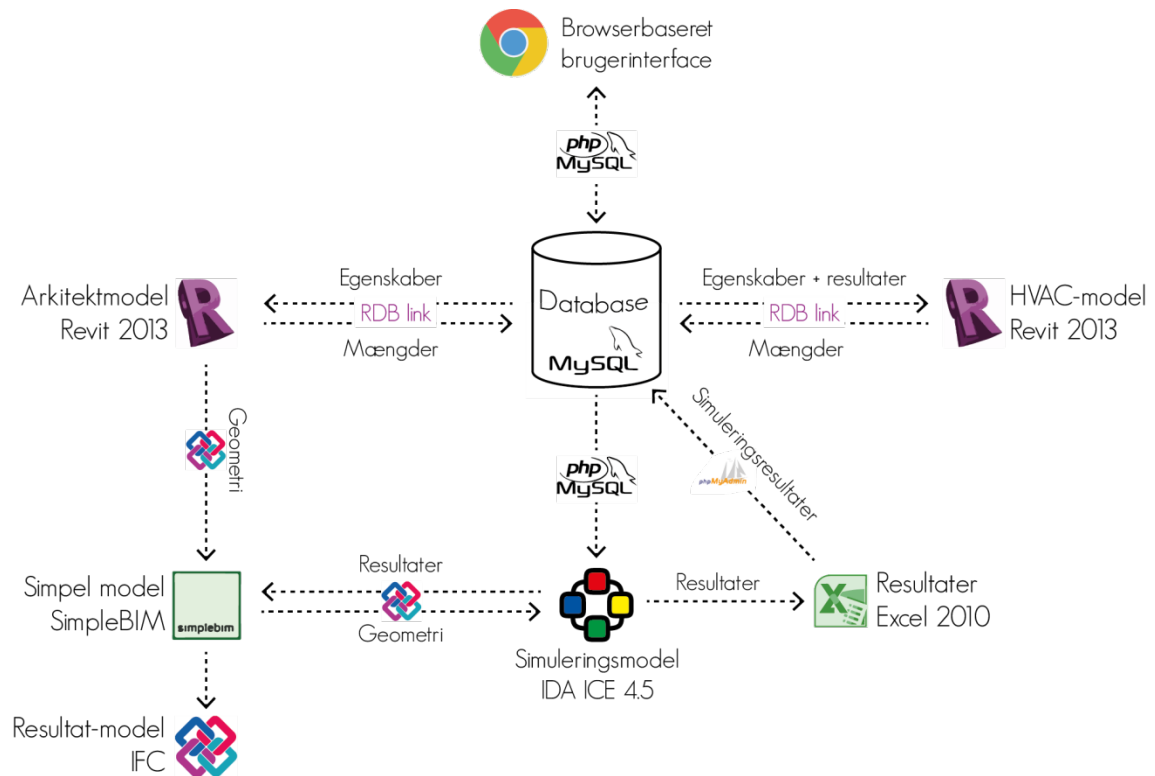 Browserbaseret
brugerinterface
php
MySQL
Egenskaber
RDB link
Mængder
Arkitektmodel
Revit 2013
Database
MySQL
Egenskaber + resultater
RDB link
Mængder
HVAC-model
Revit 2013
Geometri
php
MySQL
Simuleringsresultater
phpMyAdmin
Simpel model
SimpleBIM
simplebim
Resultater
Geometri
Simuleringsmodel
IDA ICE 4.5
Resultater
Resultater
Excel 2010
Resultat-model
IFC